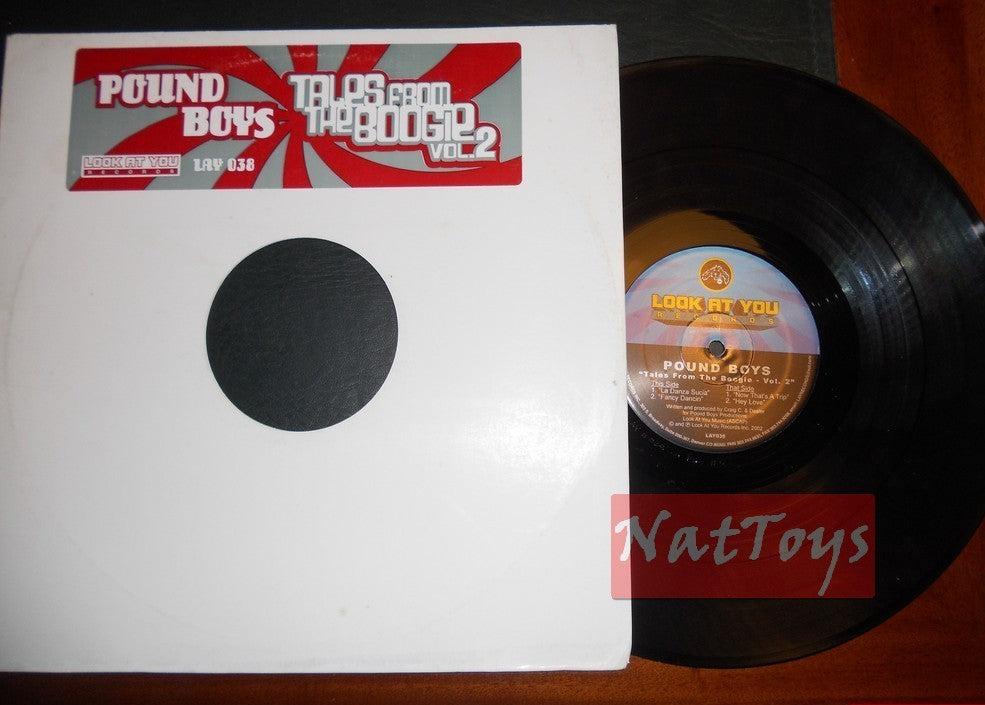 POUND
BOYS
TALES FROM
THE BOOGIE
VOL.2
LOOK AT YOU
RECORDS
LAY 038
LOOK AT YOU
RECORDS
POUND BOYS
"Tales From The Boogie - Vol. 2"
This Side
1. "La Danza Sucia"
2. "Fancy Dancin'"
That Side
1. "Now That's A Trip"
2. "Hey Love"
Written and produced by Craig C. &
for Pound Boys Productions
Look At You Music (ASCAP)
© and ℗ Look At You Records Inc. 2002
NatToys